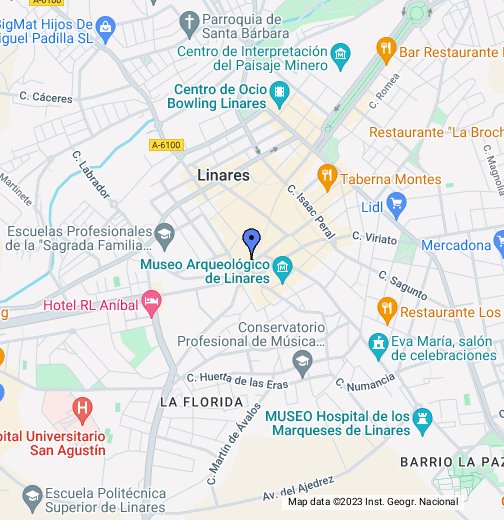 A-6100
BigMat Hijos De
Miguel Padilla SL
Parroquia de
Santa Bárbara
Centro de Interpretación
del Paisaje Minero
Bar Restaurante
C. Cáceres
Centro de Ocio
Bowling Linares
C. Romea
Restaurante "La Broch
A-6100
C. Magnolia
Martinete
C. Labrador
Linares
Taberna Montes
C. Isaac Peral
Lidl
Escuelas Profesionales
de la "Sagrada Familia...
C. Viriato
Mercadona
Museo Arqueológico
de Linares
C. Sagunto
Hotel RL Aníbal
Restaurante Los
Conservatorio
Profesional de Música...
Eva María, salón
de celebraciones
C. Huerta de las Eras
C. Numancia
LA FLORIDA
C. Martín de Ávalos
MUSEO Hospital de los
Marqueses de Linares
H
pital Universitario
San Agustín
BARRIO LA PAZ
Av. del Ajedrez
Escuela Politécnica
Superior de Linares
Map data ©2023 Inst. Geogr. Nacional